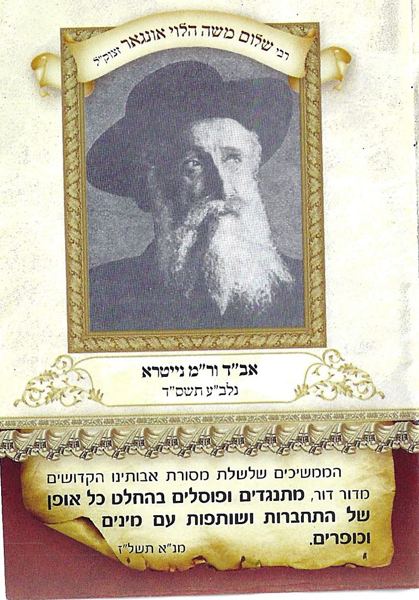 רבי שלום משה הלוי אונגאר זצוק"ל
אב"ד ור"מ נייטרא
נלב"ע תשס"ד
הממשיכים שלשלת מסורת אבותינו הקדושים
מדור דור, מתנגדים ופוסלים בהחלט כל אופן
של התחברות ושותפות עם מינים
וכופרים.
מנ"א תשל"ז